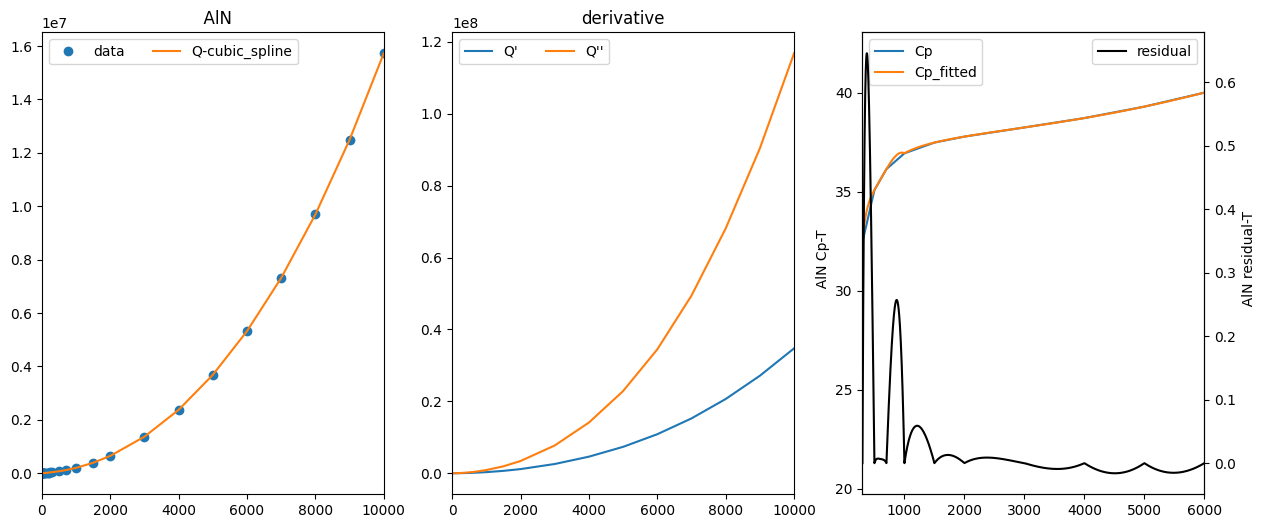 AlN
1e7
data
Q-cubic_spline
1.6
1.4
1.2
1.0
0.8
0.6
0.4
0.2
0.0
0 2000 4000 6000 8000 10000
derivative
1e8
Q'
Q''
1.2
1.0
0.8
0.6
0.4
0.2
0.0
0 2000 4000 6000 8000 10000
Cp
Cp_fitted
residual
AlN Cp-T
40
35
30
25
20
1000 2000 3000 4000 5000 6000
0.6
0.5
0.4
0.3
0.2
0.1
0.0
AlN residual-T